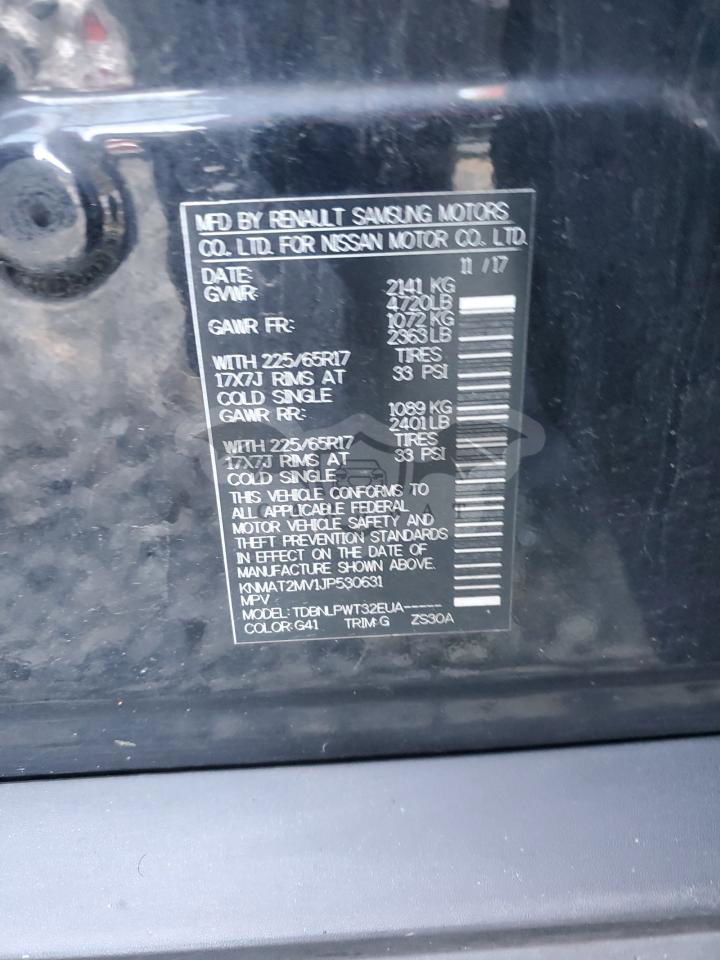 MFD BY RENAULT SAMSUNG MOTORS
CO., LTD. FOR NISSAN MOTOR CO., LTD.
DATE: 11 / 17
GVWR: 2141 KG
4720LB
GAWR FR: 1072 KG
2363LB
WITH 225/65R17 TIRES
17X7J RIMS AT 33 PSI
COLD SINGLE
GAWR RR: 1089 KG
2401LB
WITH 225/65R17 TIRES
17X7J RIMS AT 33 PSI
COLD SINGLE
THIS VEHICLE CONFORMS TO
ALL APPLICABLE FEDERAL
MOTOR VEHICLE SAFETY AND
THEFT PREVENTION STANDARDS
IN EFFECT ON THE DATE OF
MANUFACTURE SHOWN ABOVE.
KNMAT2MV1JP530631
MPV
MODEL: TDBNLPWT32EUA-----
COLOR:G41 TRIM:G ZS30A